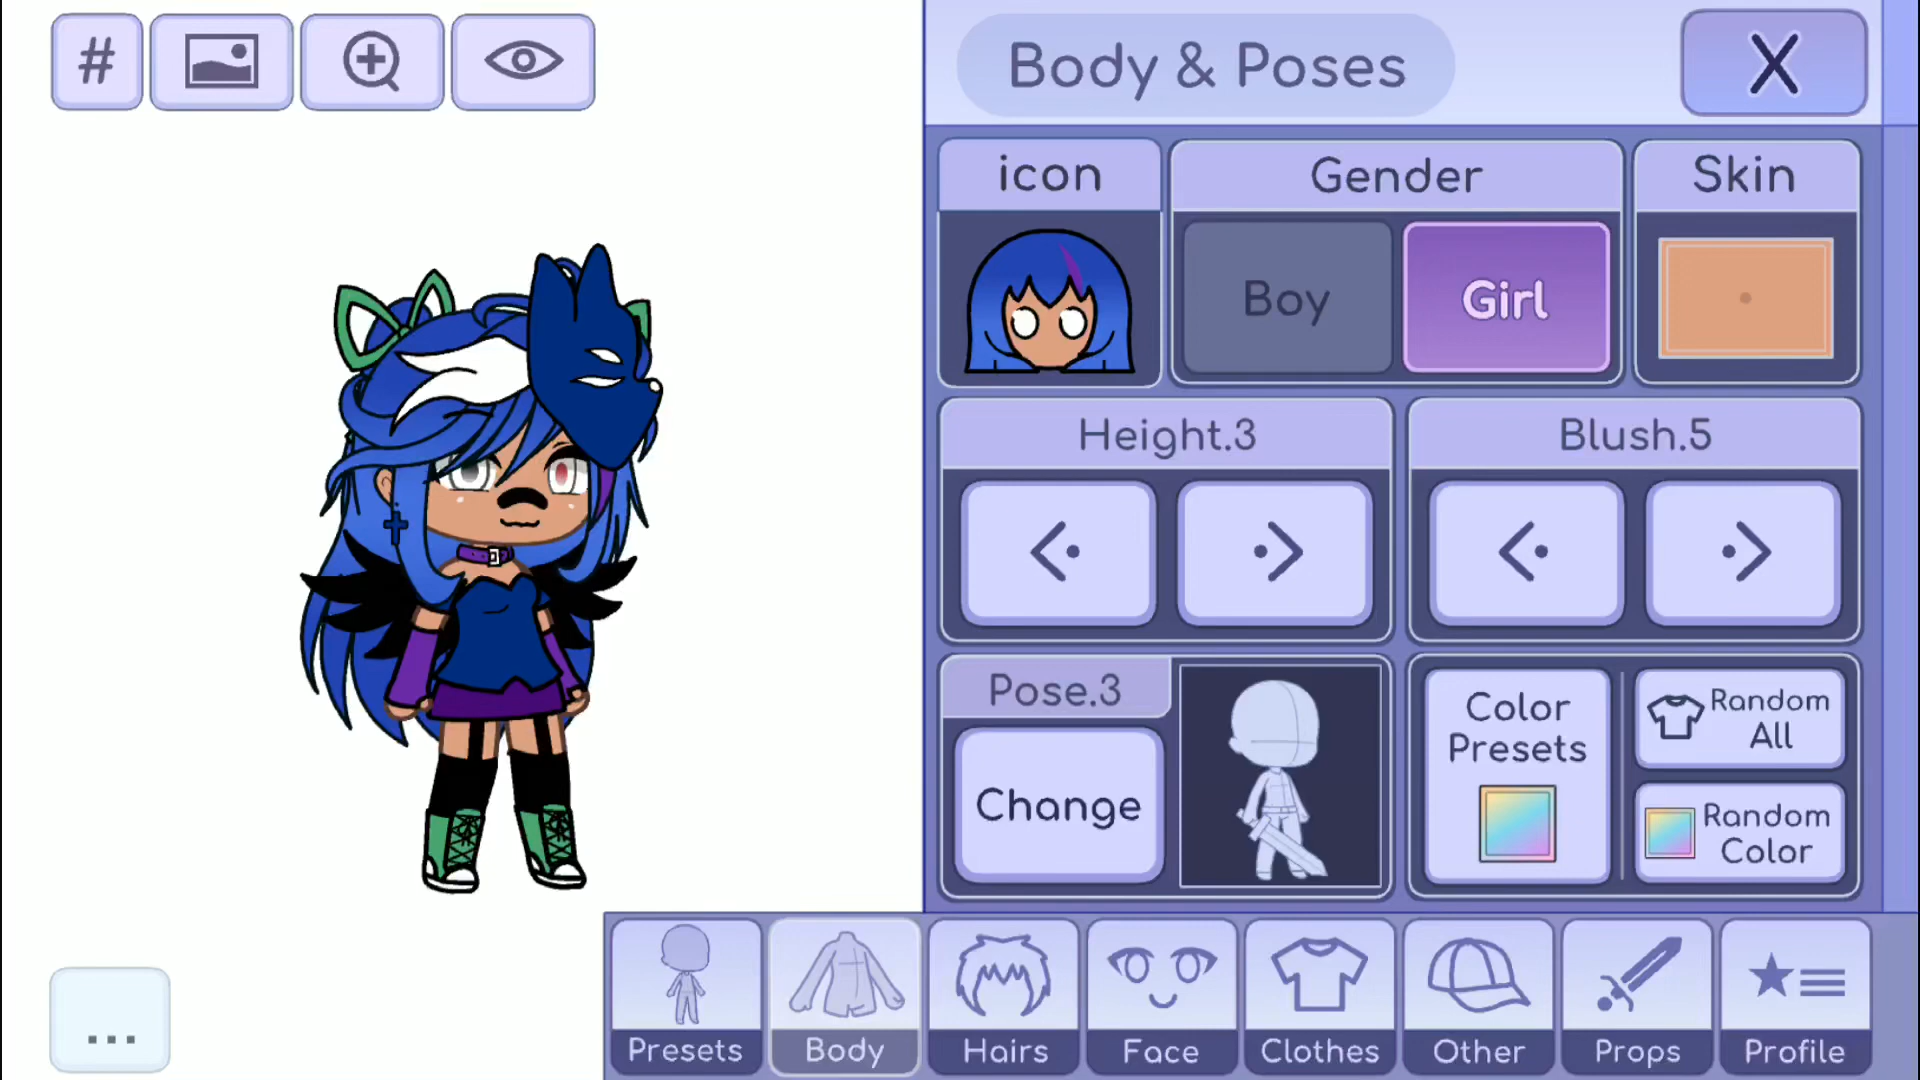 #
Body & Poses
X
icon
Gender
Skin
Boy
Girl
Height.3
Blush.5
Pose.3
Change
Color
Presets
Random
All
Random
Color
...
Presets
Body
Hairs
Face
Clothes
Other
Props
Profile